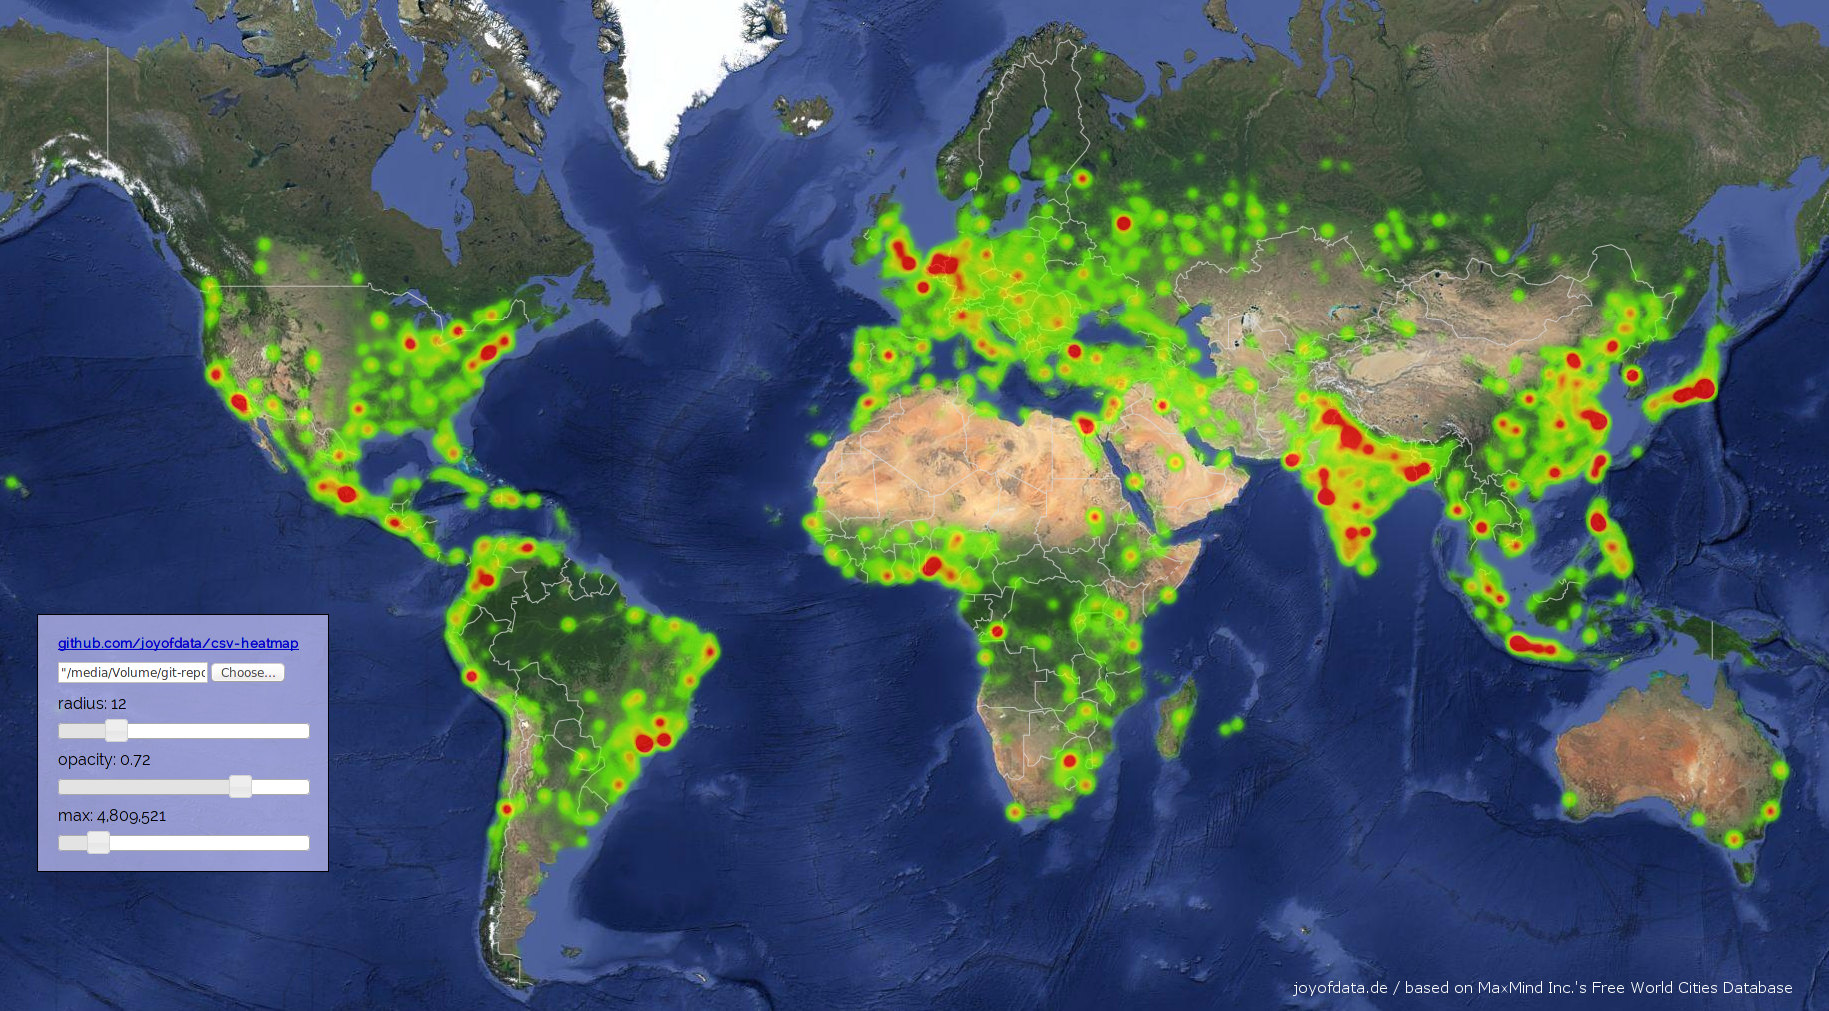 github.com/joyofdata/csv-heatmap
"/media/Volume/git-repo
Choose...
radius: 12
opacity: 0.72
max: 4,809,521
joyofdata.de / based on MaxMind Inc.'s Free World Cities Database